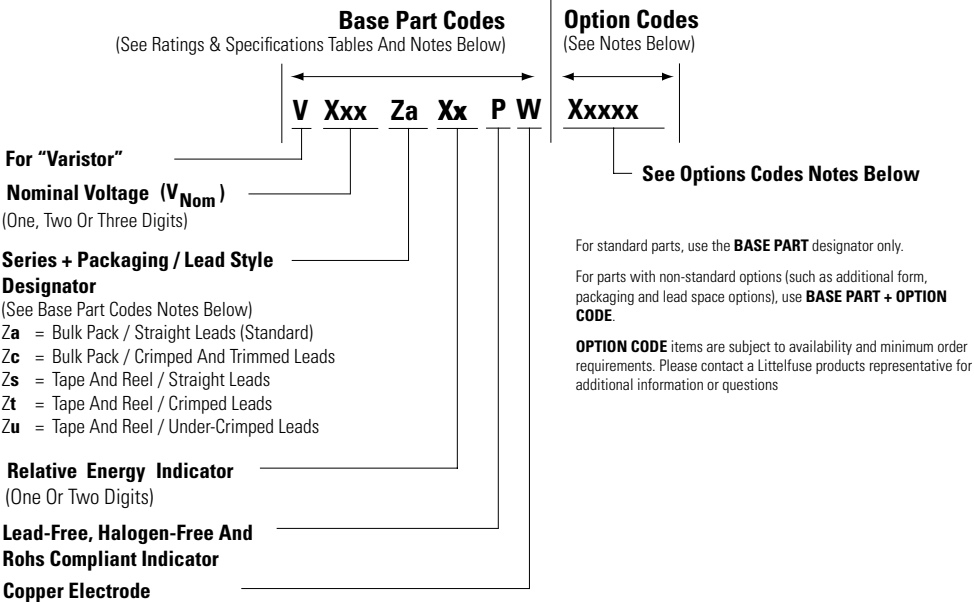 Base Part Codes
(See Ratings & Specifications Tables And Notes Below)
Option Codes
(See Notes Below)
V Xxx Za Xx P W Xxxxx
For “Varistor”
Nominal Voltage (VNom)
(One, Two Or Three Digits)
Series + Packaging / Lead Style
Designator
(See Base Part Codes Notes Below)
Za = Bulk Pack / Straight Leads (Standard)
Zc = Bulk Pack / Crimped And Trimmed Leads
Zs = Tape And Reel / Straight Leads
Zt = Tape And Reel / Crimped Leads
Zu = Tape And Reel / Under-Crimped Leads
Relative Energy Indicator
(One Or Two Digits)
Lead-Free, Halogen-Free And
Rohs Compliant Indicator
Copper Electrode
See Options Codes Notes Below
For standard parts, use the BASE PART designator only.
For parts with non-standard options (such as additional form,
packaging and lead space options), use BASE PART + OPTION
CODE.
OPTION CODE items are subject to availability and minimum order
requirements. Please contact a Littelfuse products representative for
additional information or questions